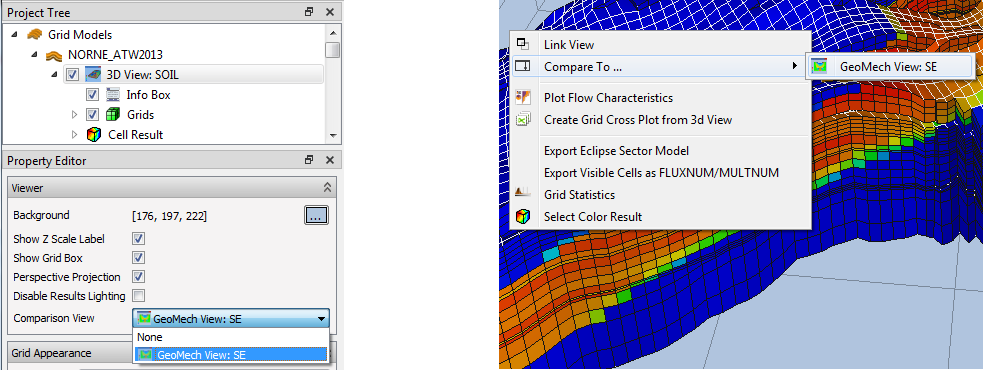 Project Tree
Grid Models
NORNE_ATW2013
3D View: SOIL
Info Box
Grids
Cell Result
Property Editor
Viewer
Background [176, 197, 222] ...
Show Z Scale Label
Show Grid Box
Perspective Projection
Disable Results Lighting
Comparison View GeoMech View: SE
None
GeoMech View: SE
Grid Appearance
Link View
Compare To ...
GeoMech View: SE
Plot Flow Characteristics
Create Grid Cross Plot from 3d View
Export Eclipse Sector Model
Export Visible Cells as FLUXNUM/MULTNUM
Grid Statistics
Select Color Result